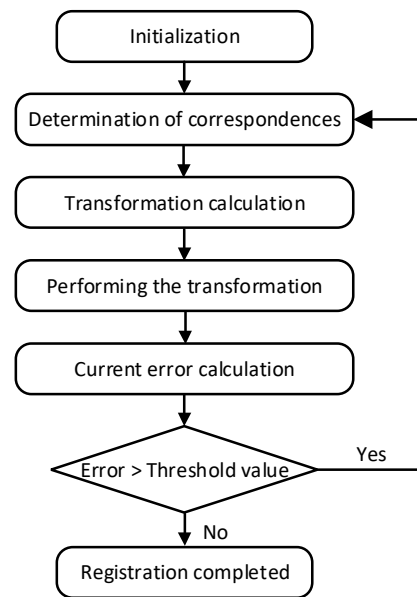 Initialization
Determination of correspondences
Transformation calculation
Performing the transformation
Current error calculation
Error > Threshold value
Yes
No
Registration completed